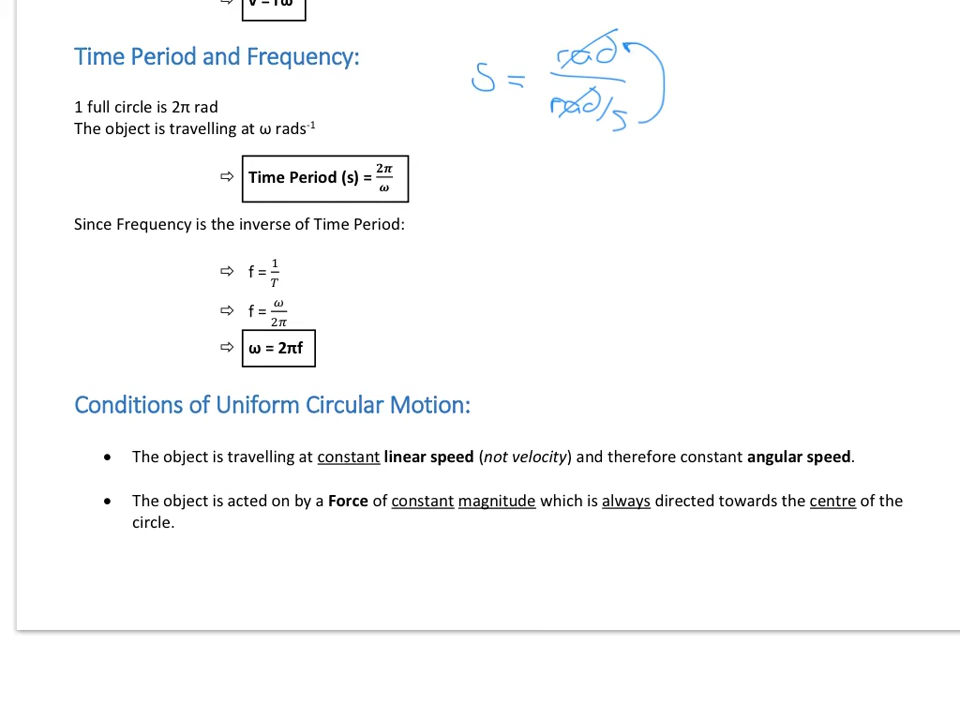 ⇨ v = rω
Time Period and Frequency:
s = rad / rad/s
1 full circle is 2π rad
The object is travelling at ω rads⁻¹
⇨ Time Period (s) = 2π/ω
Since Frequency is the inverse of Time Period:
⇨ f = 1/T
⇨ f = ω/2π
⇨ ω = 2πf
Conditions of Uniform Circular Motion:
• The object is travelling at constant linear speed (not velocity) and therefore constant angular speed.
• The object is acted on by a Force of constant magnitude which is always directed towards the centre of the
circle.